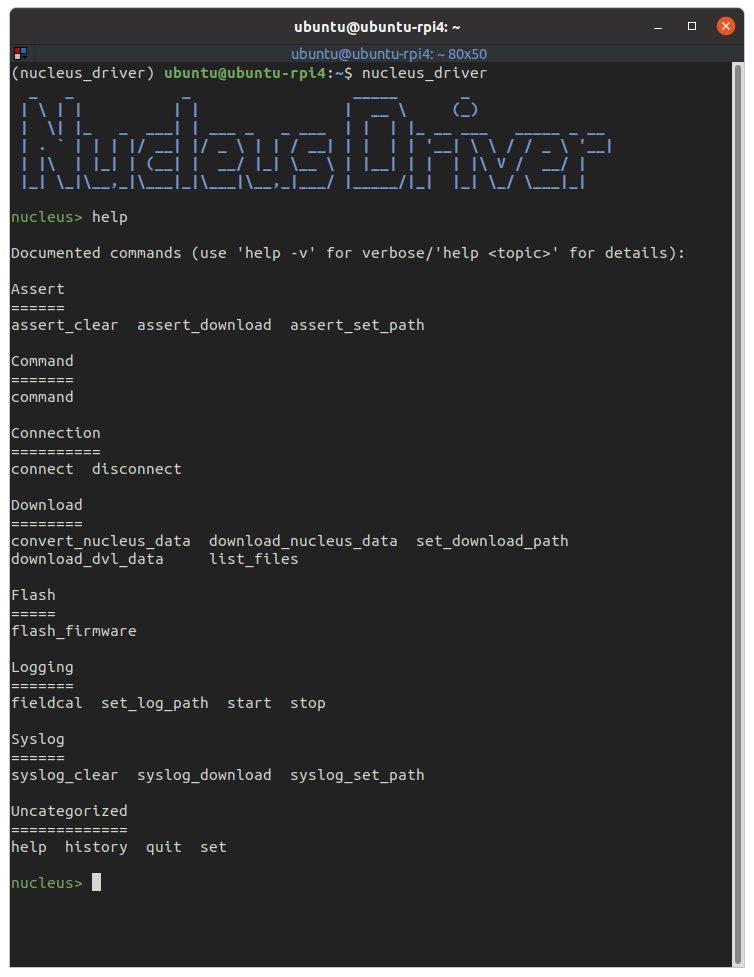 ubuntu@ubuntu-rpi4: ~
ubuntu@ubuntu-rpi4: ~ 80x50
(nucleus_driver) ubuntu@ubuntu-rpi4:~$ nucleus_driver
Nucleus Driver
nucleus> help
Documented commands (use 'help -v' for verbose/'help <topic>' for details):
Assert
======
assert_clear  assert_download  assert_set_path
Command
=======
command
Connection
==========
connect  disconnect
Download
========
convert_nucleus_data  download_nucleus_data  set_download_path
download_dvl_data     list_files
Flash
=====
flash_firmware
Logging
=======
fieldcal  set_log_path  start  stop
Syslog
======
syslog_clear  syslog_download  syslog_set_path
Uncategorized
=============
help  history  quit  set
nucleus>